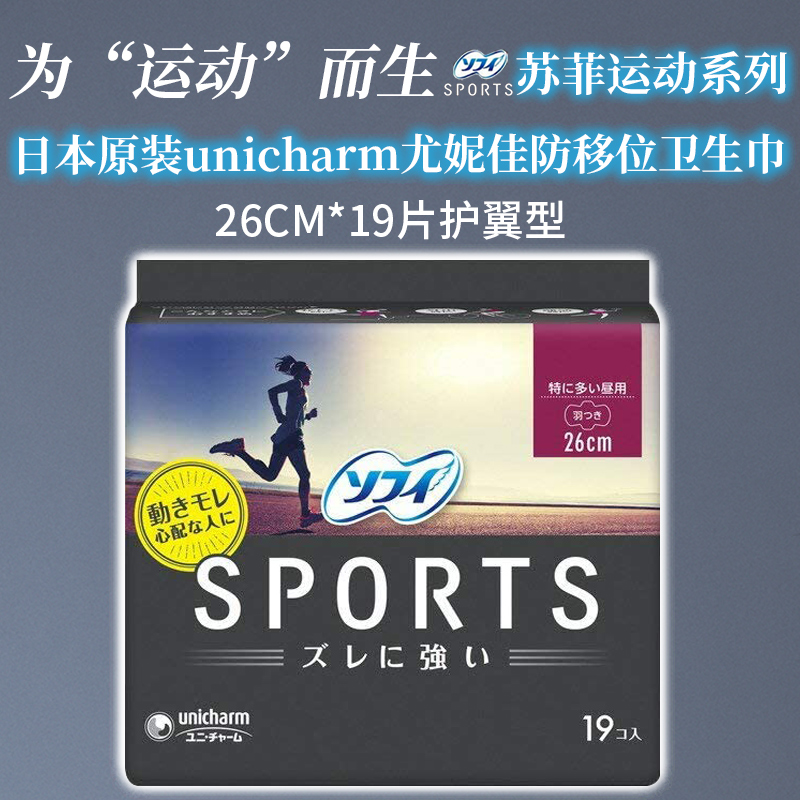 为“运动”而生 ソフィ SPORTS 苏菲运动系列
日本原装unicharm尤妮佳防移位卫生巾
26CM*19片护翼型
特に多い昼用
羽つき
26cm
ソフィ
動きモレ
心配な人に
SPORTS
ズレに強い
unicharm
ユニ・チャーム
19コ入